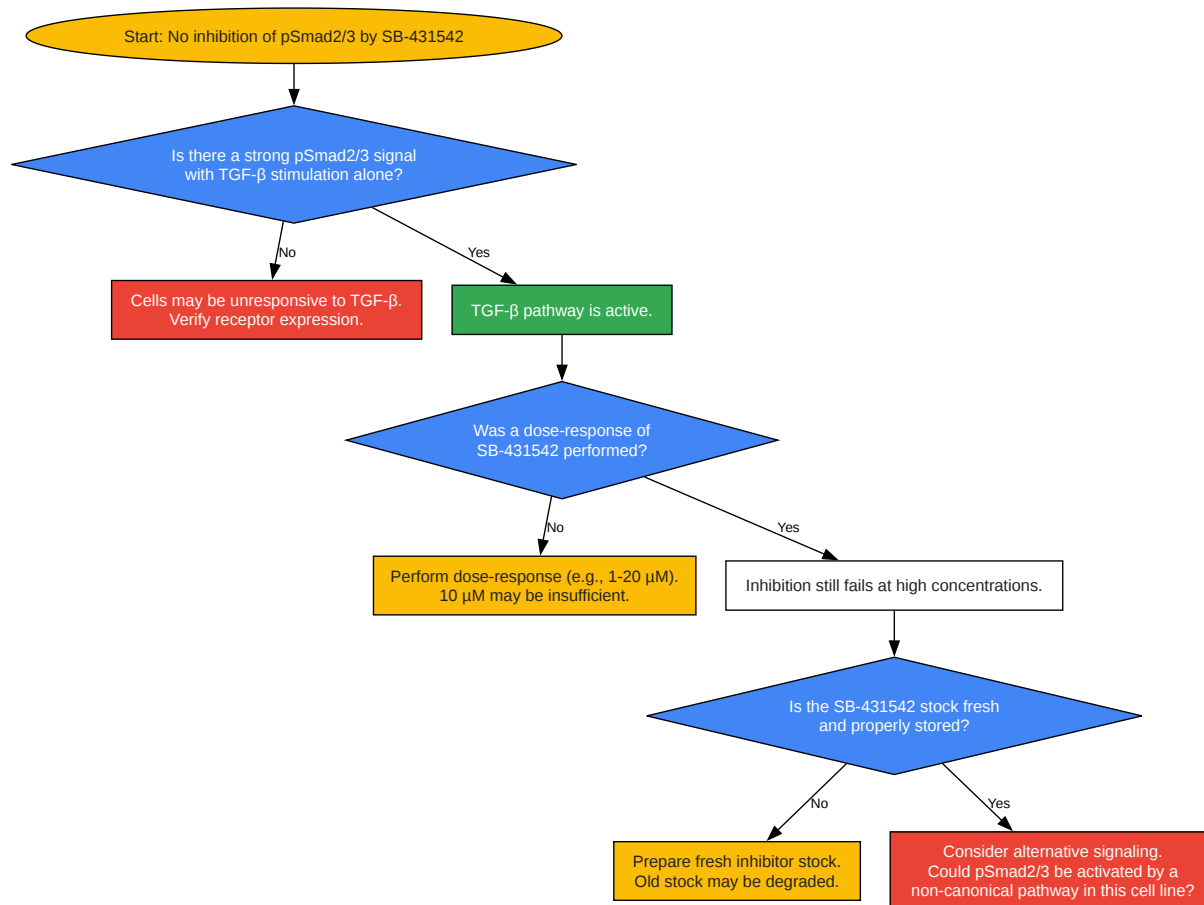 Start: No inhibition of pSmad2/3 by SB-431542
Is there a strong pSmad2/3 signal
with TGF-β stimulation alone?
No
Yes
Cells may be unresponsive to TGF-β.
Verify receptor expression.
TGF-β pathway is active.
Was a dose-response of
SB-431542 performed?
No
Yes
Perform dose-response (e.g., 1-20 µM).
10 µM may be insufficient.
Inhibition still fails at high concentrations.
Is the SB-431542 stock fresh
and properly stored?
No
Yes
Prepare fresh inhibitor stock.
Old stock may be degraded.
Consider alternative signaling.
Could pSmad2/3 be activated by a
non-canonical pathway in this cell line?